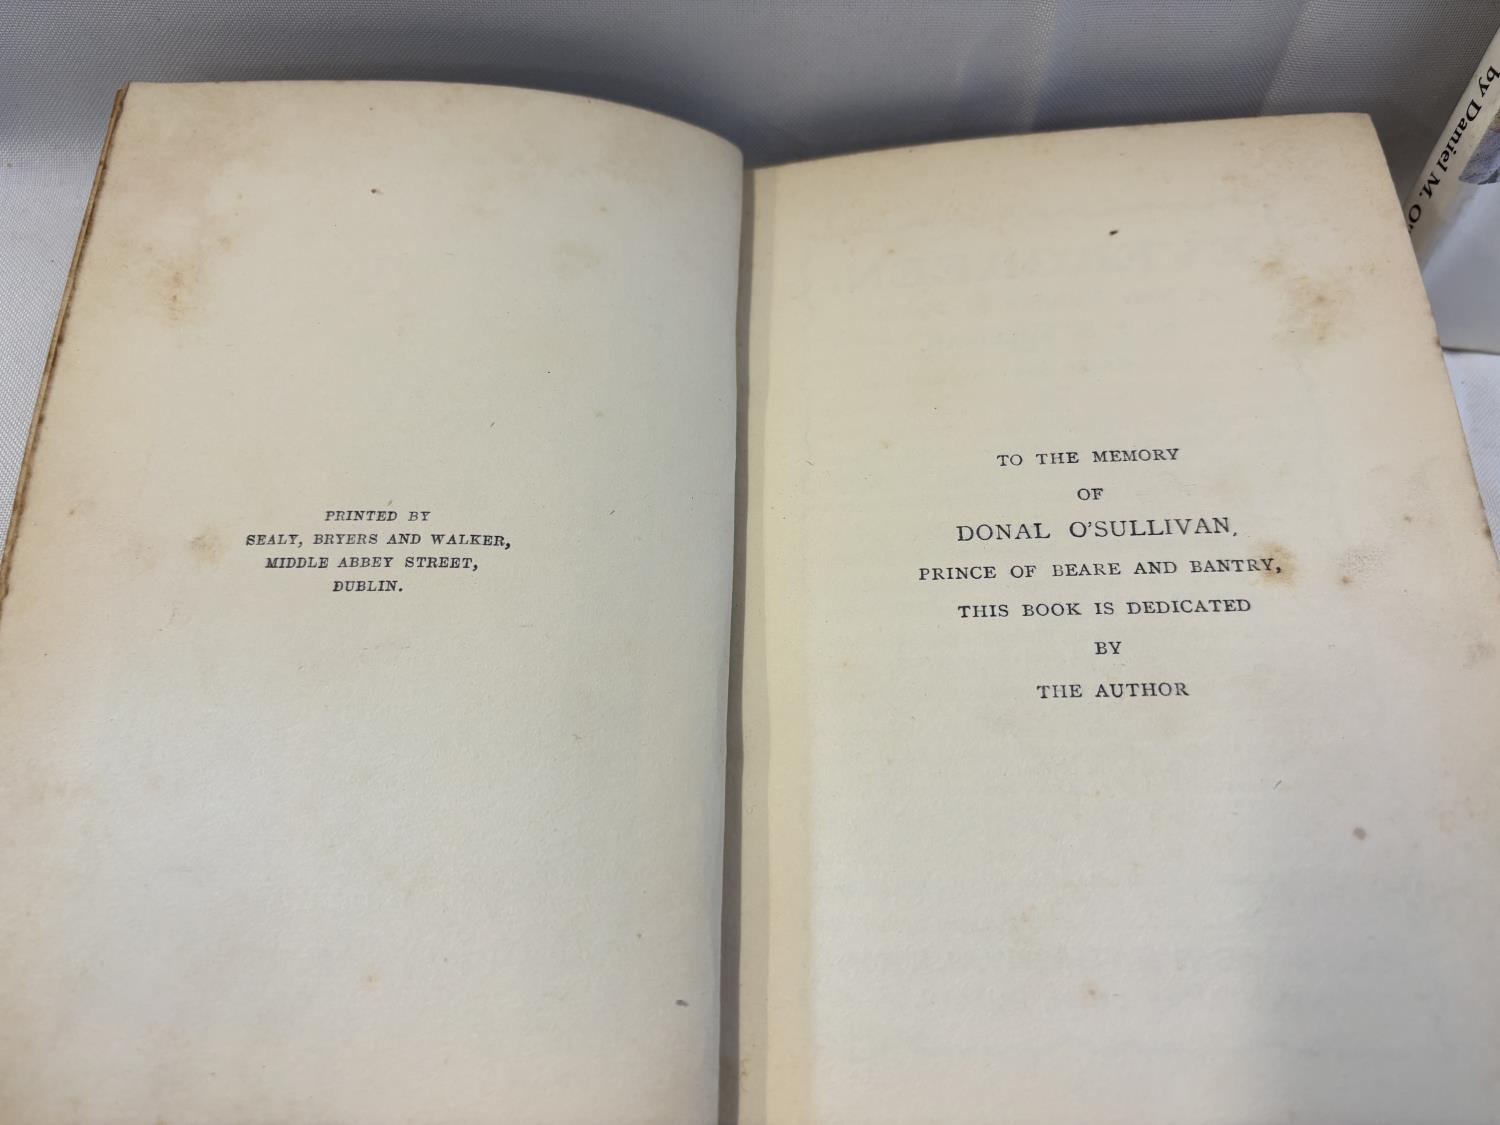 PRINTED BY
SEALY, BRYERS AND WALKER,
MIDDLE ABBEY STREET,
DUBLIN.
TO THE MEMORY
OF
DONAL O'SULLIVAN,
PRINCE OF BEARE AND BANTRY,
THIS BOOK IS DEDICATED
BY
THE AUTHOR
by Daniel M. O'